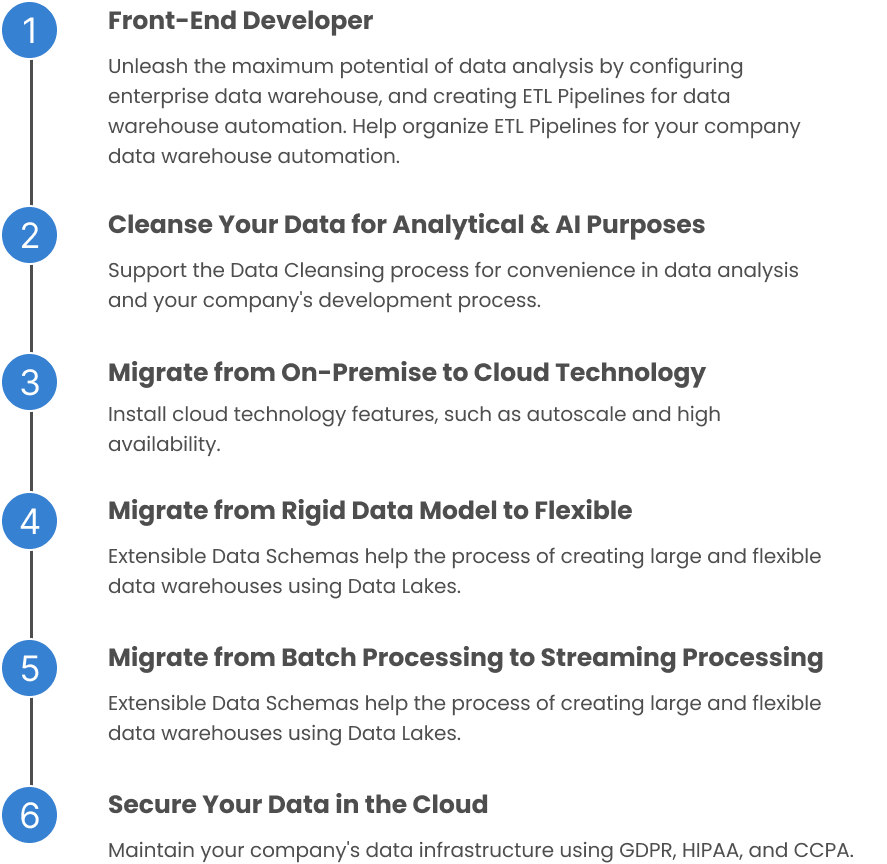 1
Front-End Developer
Unleash the maximum potential of data analysis by configuring
enterprise data warehouse, and creating ETL Pipelines for data
warehouse automation. Help organize ETL Pipelines for your company
data warehouse automation.
2
Cleanse Your Data for Analytical & AI Purposes
Support the Data Cleansing process for convenience in data analysis
and your company's development process.
3
Migrate from On-Premise to Cloud Technology
Install cloud technology features, such as autoscale and high
availability.
4
Migrate from Rigid Data Model to Flexible
Extensible Data Schemas help the process of creating large and flexible
data warehouses using Data Lakes.
5
Migrate from Batch Processing to Streaming Processing
Extensible Data Schemas help the process of creating large and flexible
data warehouses using Data Lakes.
6
Secure Your Data in the Cloud
Maintain your company's data infrastructure using GDPR, HIPAA, and CCPA.